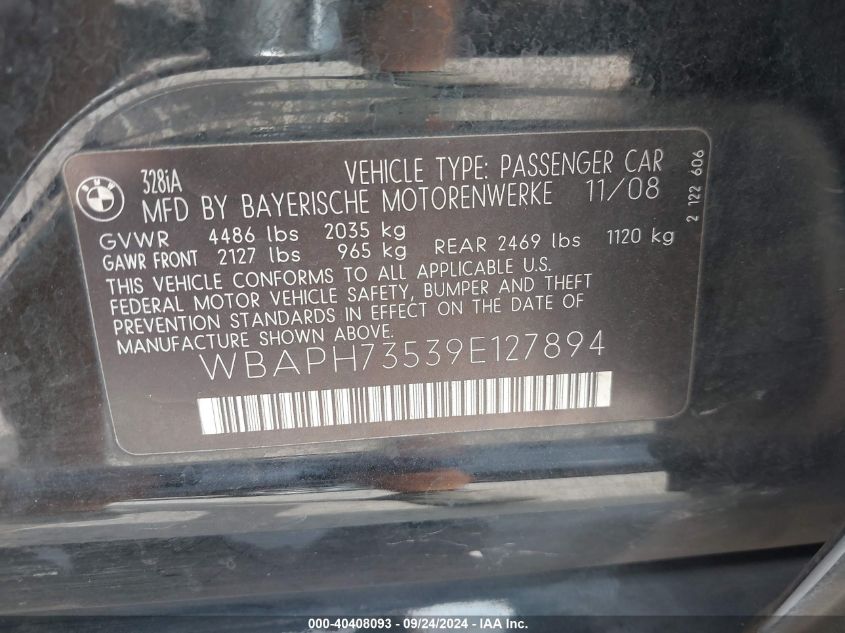 BMW
328iA
VEHICLE TYPE: PASSENGER CAR
MFD BY BAYERISCHE MOTORENWERKE 11/08
GVWR 4486 lbs 2035 kg
GAWR FRONT 2127 lbs 965 kg REAR 2469 lbs 1120 kg
THIS VEHICLE CONFORMS TO ALL APPLICABLE U.S.
FEDERAL MOTOR VEHICLE SAFETY, BUMPER AND THEFT
PREVENTION STANDARDS IN EFFECT ON THE DATE OF
MANUFACTURE SHOWN ABOVE.
WBAPH73539E127894
2 122 606
000-40408093 - 09/24/2024 - IAA Inc.